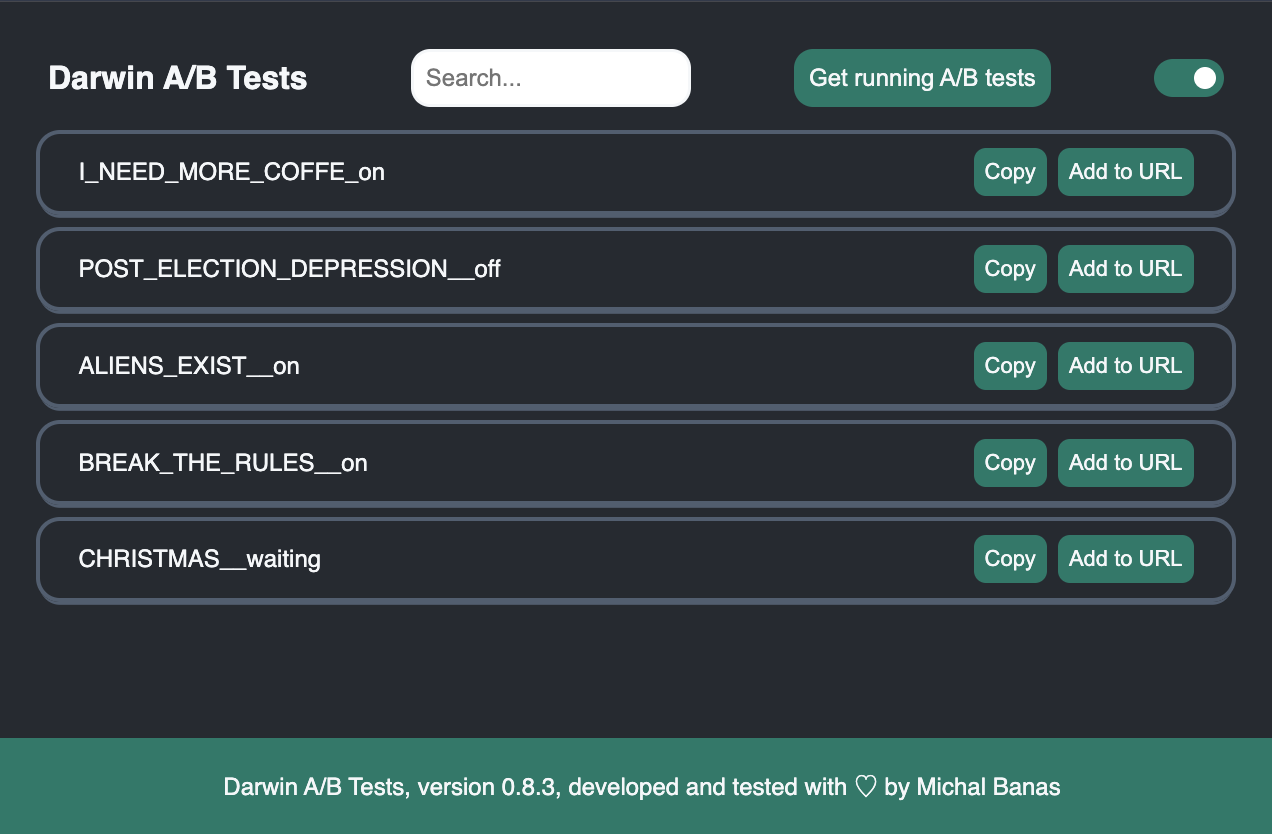 Darwin A/B Tests Search... Get running A/B tests
I_NEED_MORE_COFFE_on Copy Add to URL
POST_ELECTION_DEPRESSION__off Copy Add to URL
ALIENS_EXIST__on Copy Add to URL
BREAK_THE_RULES__on Copy Add to URL
CHRISTMAS__waiting Copy Add to URL
Darwin A/B Tests, version 0.8.3, developed and tested with ♡ by Michal Banas